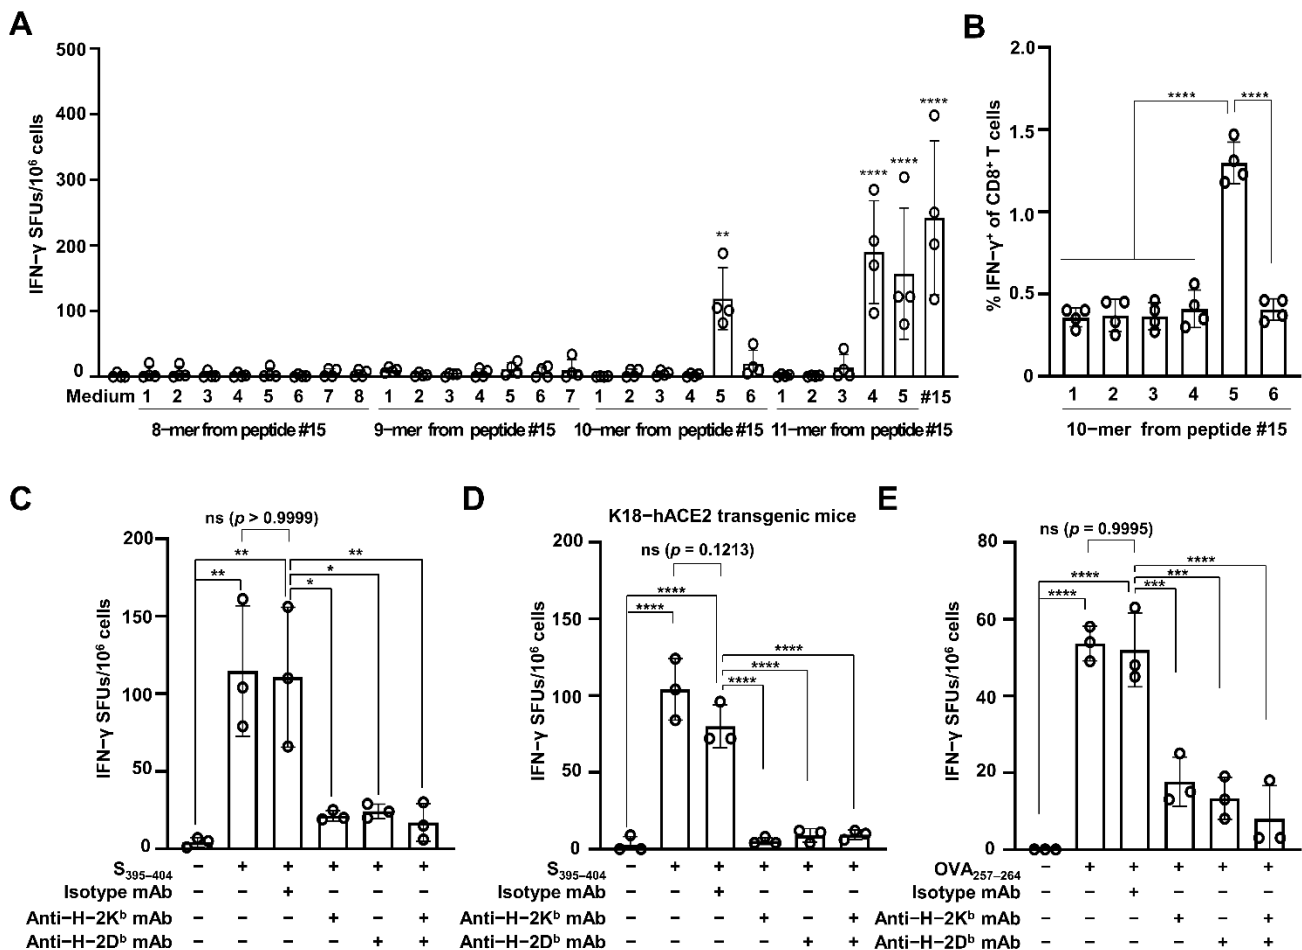 A
500
400
300
200
100
0
IFN−γ SFUs/10⁶ cells
**
****
****
****
Medium 1 2 3 4 5 6 7 8 1 2 3 4 5 6 7 1 2 3 4 5 6 1 2 3 4 5 #15
8−mer from peptide #15 9−mer from peptide #15 10−mer from peptide #15 11−mer from peptide #15
B
2.0
1.5
1.0
0.5
0
% IFN−γ⁺ of CD8⁺ T cells
**** ****
1 2 3 4 5 6
10−mer from peptide #15
C
ns (p > 0.9999)
200
150
100
50
0
IFN−γ SFUs/10⁶ cells
** **
** *
*
− + + + + + S₃₉₅₋₄₀₄
− − + − − − Isotype mAb
− − − + − + Anti−H−2Kᵇ mAb
− − − − + + Anti−H−2Dᵇ mAb
D
K18−hACE2 transgenic mice
ns (p = 0.1213)
200
150
100
50
0
IFN−γ SFUs/10⁶ cells
****
****
****
****
****
− + + + + + S₃₉₅₋₄₀₄
− − + − − − Isotype mAb
− − − + − + Anti−H−2Kᵇ mAb
− − − − + + Anti−H−2Dᵇ mAb
E
ns (p = 0.9995)
80
60
40
20
0
IFN−γ SFUs/10⁶ cells
****
**** ***
**** ***
− + + + + + OVA₂₅₇₋₂₆₄
− − + − − − Isotype mAb
− − − + − + Anti−H−2Kᵇ mAb
− − − − + + Anti−H−2Dᵇ mAb